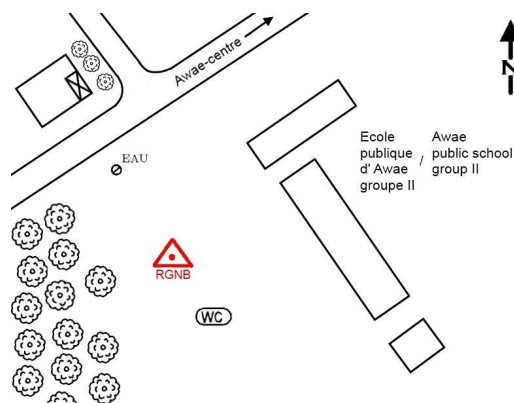 Awae-centre
N
EAU
Ecole
publique
d' Awae
groupe II
/
Awae
public school
group II
RGNB
WC